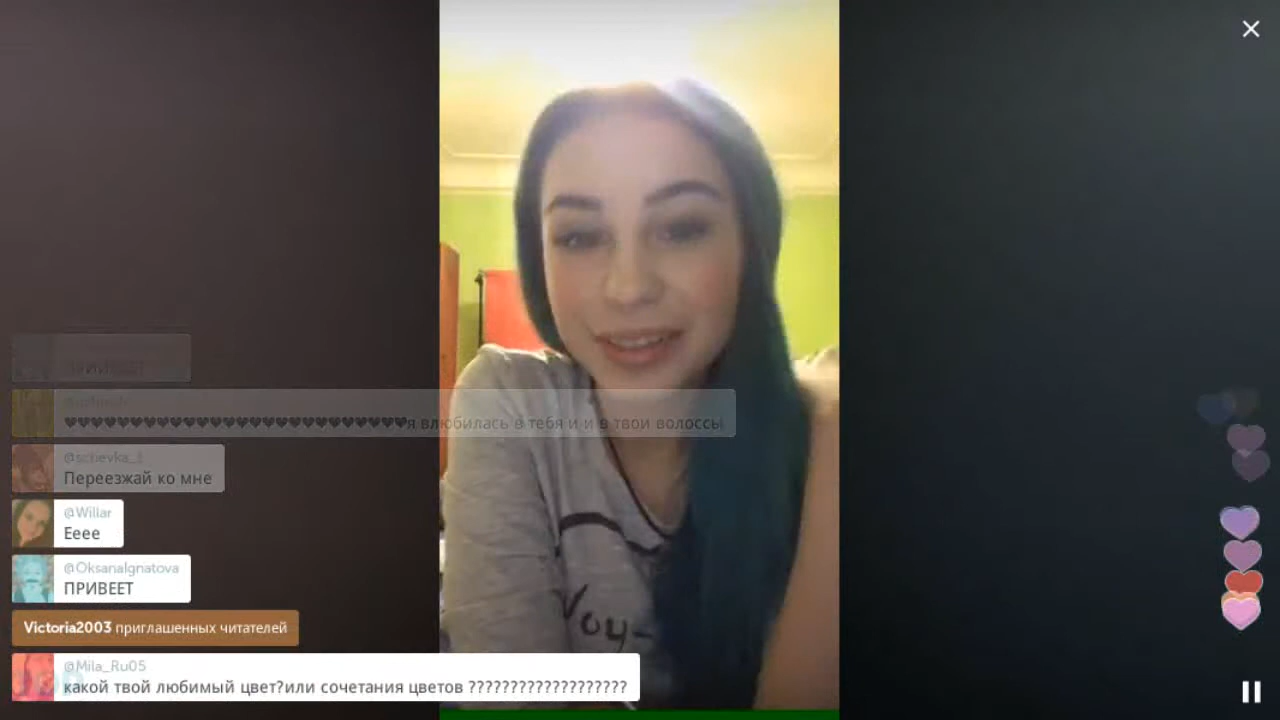 ПРИИВЕТ
♥♥♥♥♥♥♥♥♥♥♥♥♥♥♥♥♥♥♥♥♥♥♥♥♥♥я влюбилась в тебя и и в твои волоссы
Переезжай ко мне
@Willar
Ееее
@OksanaIgnatova
ПРИВЕЕТ
Victoria2003 приглашенных читателей
@Mila_Ru05
какой твой любимый цвет?или сочетания цветов ???????????????????